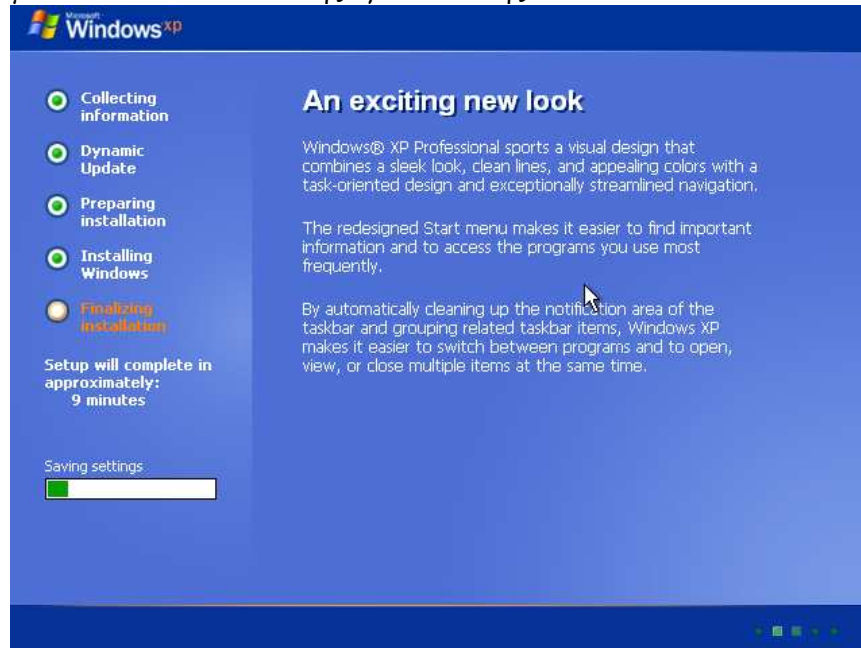 Microsoft
Windows xp
Collecting
information
Dynamic
Update
Preparing
installation
Installing
Windows
Finalizing
installation
Setup will complete in
approximately:
9 minutes
Saving settings
An exciting new look
Windows® XP Professional sports a visual design that
combines a sleek look, clean lines, and appealing colors with a
task-oriented design and exceptionally streamlined navigation.
The redesigned Start menu makes it easier to find important
information and to access the programs you use most
frequently.
By automatically cleaning up the notification area of the
taskbar and grouping related taskbar items, Windows XP
makes it easier to switch between programs and to open,
view, or close multiple items at the same time.